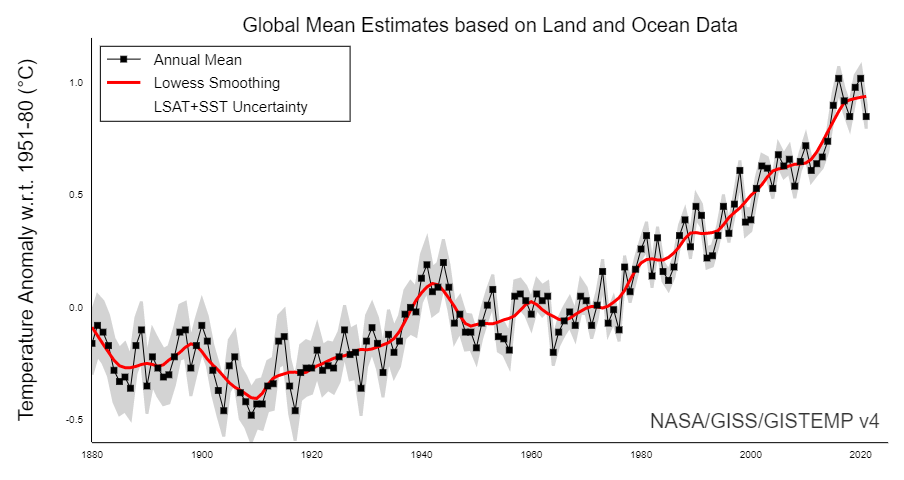 Global Mean Estimates based on Land and Ocean Data
Temperature Anomaly w.r.t. 1951-80 (°C)
Annual Mean
Lowess Smoothing
LSAT+SST Uncertainty
1.0
0.5
0.0
-0.5
NASA/GISS/GISTEMP v4
1880 1900 1920 1940 1960 1980 2000 2020